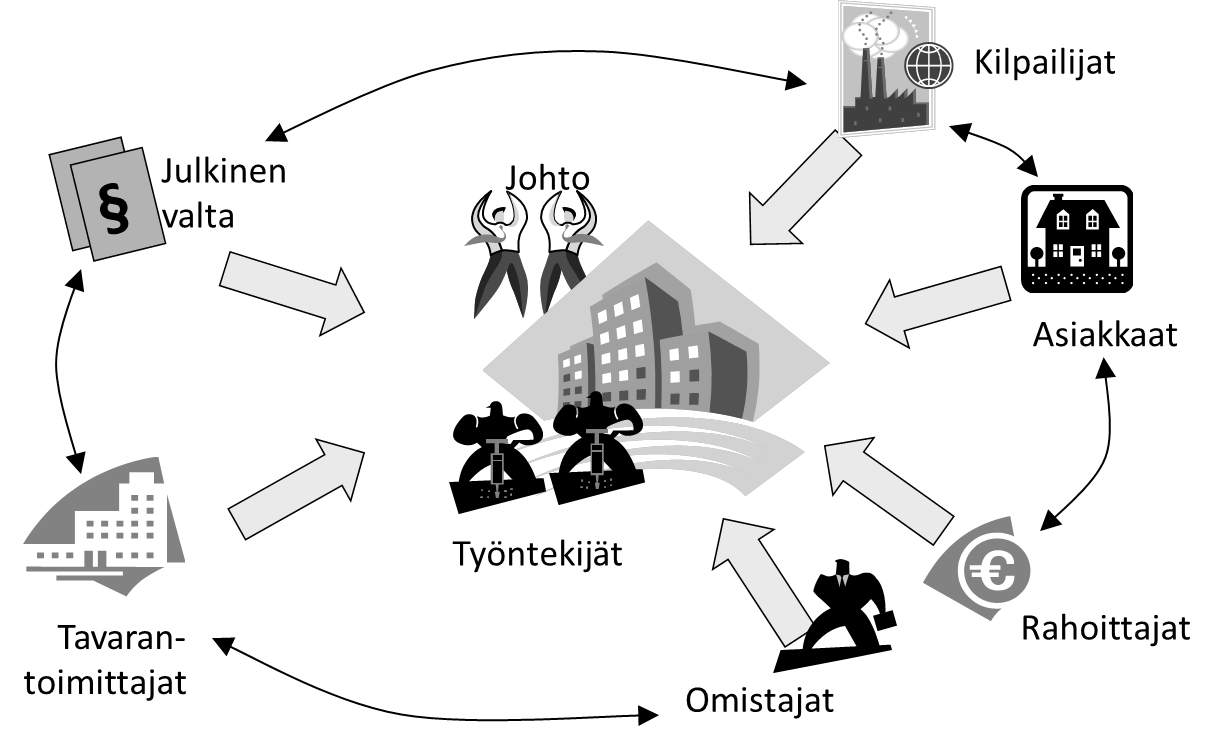 Kilpailijat
Julkinen
valta
§
Johto
Asiakkaat
Työntekijät
€
Tavaran-
toimittajat
Rahoittajat
Omistajat